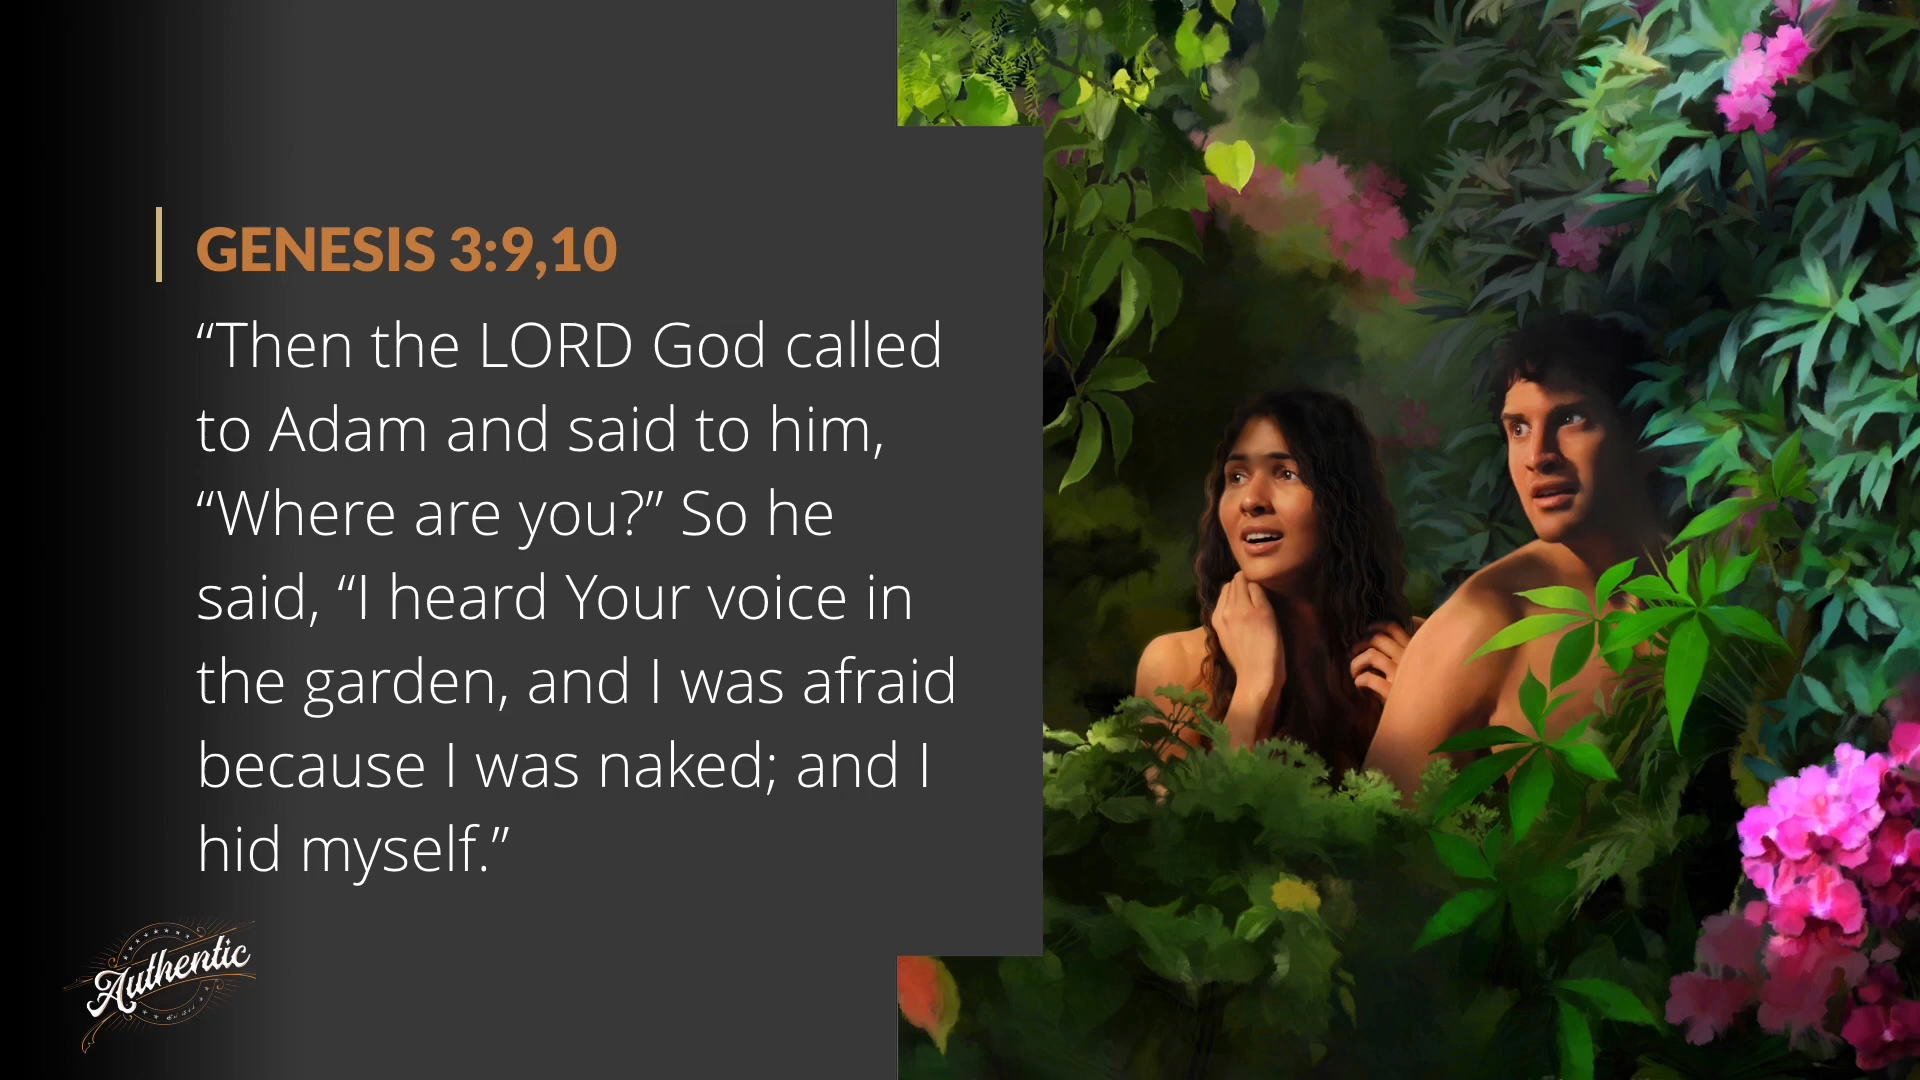 GENESIS 3:9,10
“Then the LORD God called
to Adam and said to him,
“Where are you?” So he
said, “I heard Your voice in
the garden, and I was afraid
because I was naked; and I
hid myself.”
Authentic